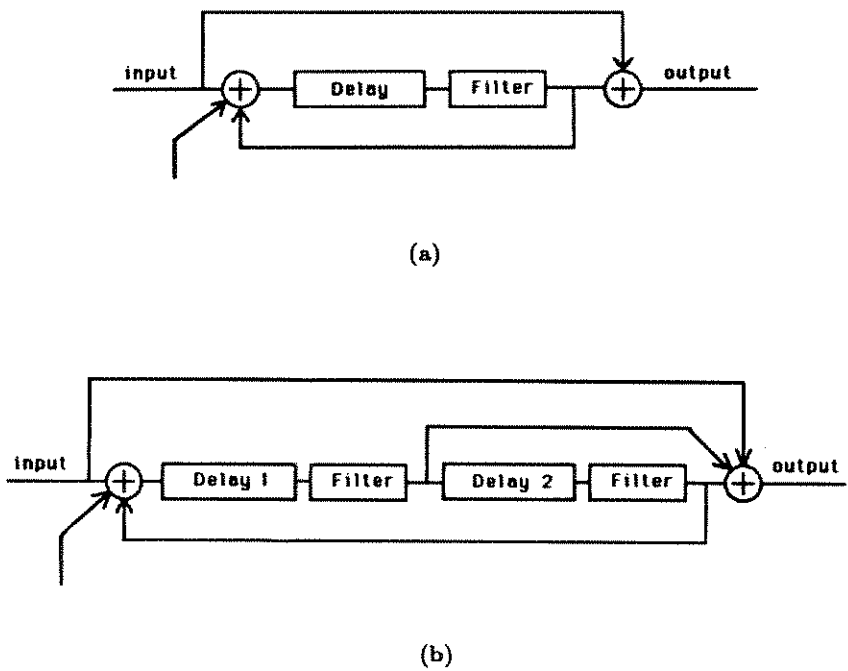 input
Delay
Filter
output
(a)
input
Delay 1
Filter
Delay 2
Filter
output
(b)